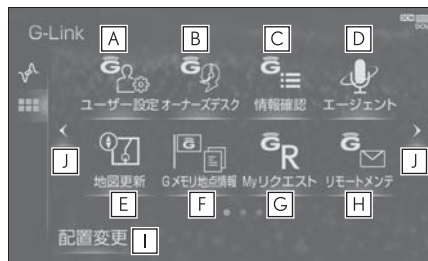 G-Link
DCM
A B C D
G G G G
ユーザー設定 オーナーズデスク 情報確認 エージェント
J < > J
G G R G
地図更新 Gメモリ地点情報 Myリクエスト リモートメンテ
E F G H
配置変更 I